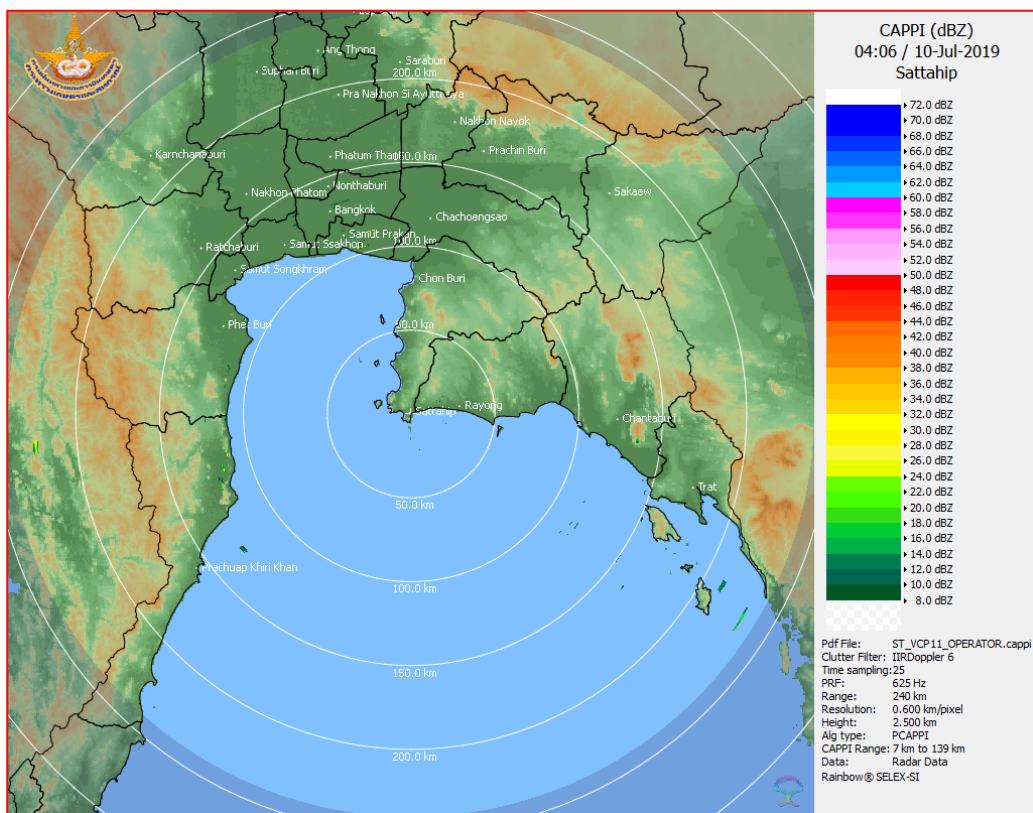 Ang Thong
Saraburi
Suphan Buri
200.0 km
Pra Nakhon Si Ayuttnaya
Nakhon Nayok
Karnchanaburi
Phatum Thani
Prachin Buri
Nonthaburi
Nakhon Phatom
Sakaew
Bangkok
Chachoengsao
Samut Prakan
Ratchaburi
Samut Ssakhon
100.0 km
Samut Songkhram
Chon Buri
Phet Buri
50.0 km
Rayong
Sattahip
Chantaburi
Trat
50.0 km
Prachuap Khiri Khan
100.0 km
150.0 km
200.0 km
CAPPI (dBZ)
04:06 / 10-Jul-2019
Sattahip
72.0 dBZ
70.0 dBZ
68.0 dBZ
66.0 dBZ
64.0 dBZ
62.0 dBZ
60.0 dBZ
58.0 dBZ
56.0 dBZ
54.0 dBZ
52.0 dBZ
50.0 dBZ
48.0 dBZ
46.0 dBZ
44.0 dBZ
42.0 dBZ
40.0 dBZ
38.0 dBZ
36.0 dBZ
34.0 dBZ
32.0 dBZ
30.0 dBZ
28.0 dBZ
26.0 dBZ
24.0 dBZ
22.0 dBZ
20.0 dBZ
18.0 dBZ
16.0 dBZ
14.0 dBZ
12.0 dBZ
10.0 dBZ
8.0 dBZ
Pdf File: ST_VCP11_OPERATOR.cappi
Clutter Filter: IIRDoppler 6
Time sampling:25
PRF: 625 Hz
Range: 240 km
Resolution: 0.600 km/pixel
Height: 2.500 km
Alg type: PCAPPI
CAPPI Range: 7 km to 139 km
Data: Radar Data
Rainbow® SELEX-SI